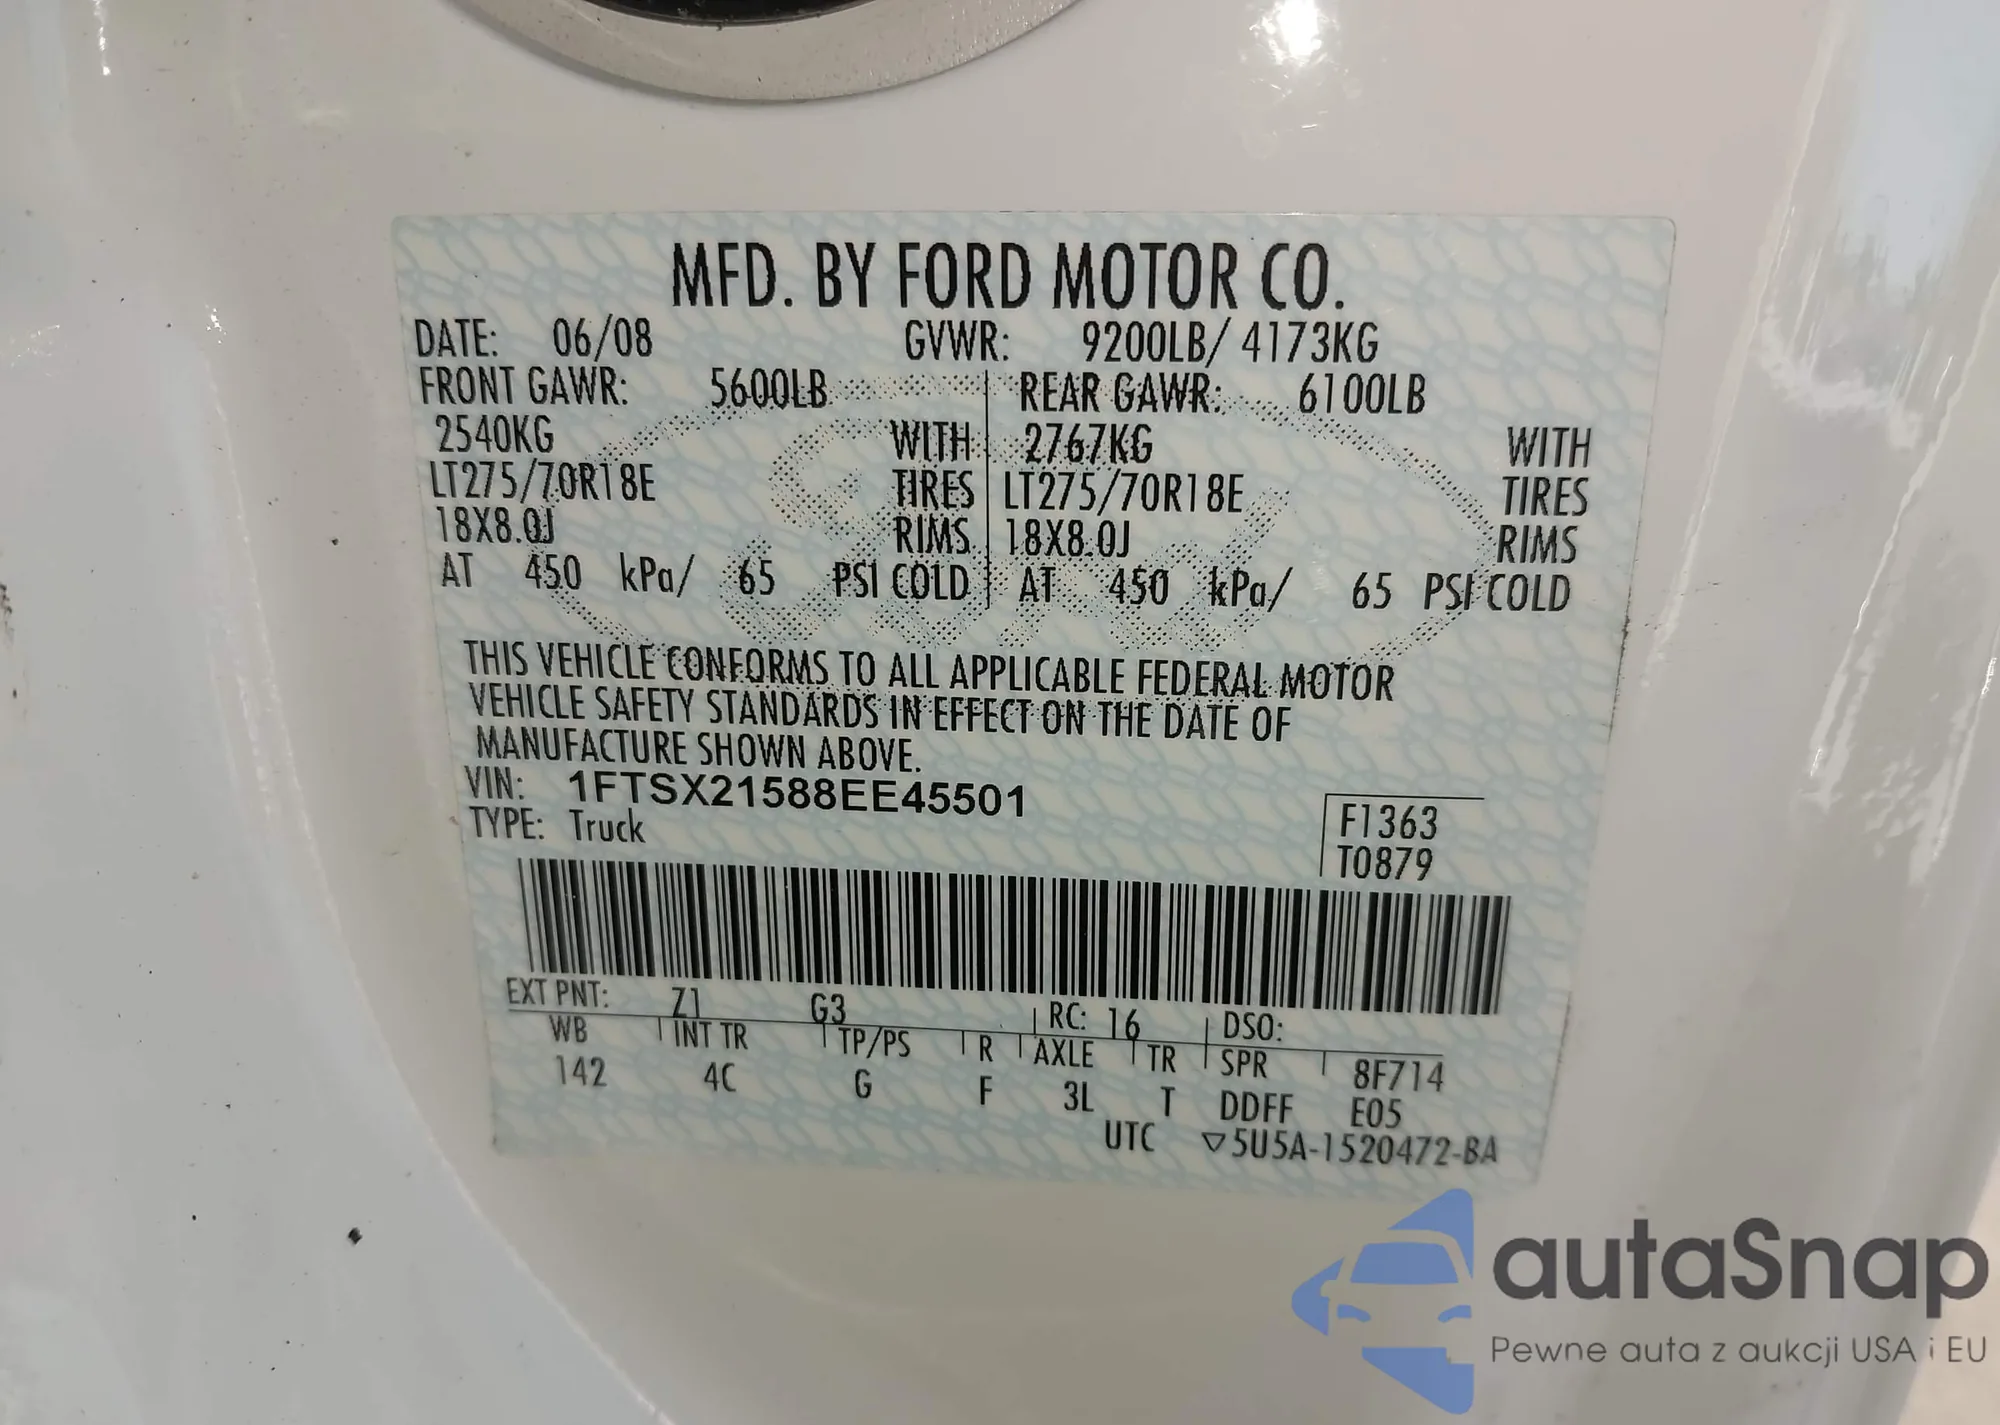 MFD. BY FORD MOTOR CO.
DATE: 06/08 GVWR: 9200LB/ 4173KG
FRONT GAWR: 5600LB REAR GAWR: 6100LB
2540KG WITH 2767KG WITH
LT275/70R18E TIRES LT275/70R18E TIRES
18X8.0J RIMS 18X8.0J RIMS
AT 450 kPa/ 65 PSI COLD AT 450 kPa/ 65 PSI COLD
THIS VEHICLE CONFORMS TO ALL APPLICABLE FEDERAL MOTOR
VEHICLE SAFETY STANDARDS IN EFFECT ON THE DATE OF
MANUFACTURE SHOWN ABOVE.
VIN: 1FTSX21588EE45501
TYPE: Truck
F1363
T0879
EXT PNT: Z1 G3 RC: 16 DSO:
WB INT TR TP/PS R AXLE TR SPR 8F714
142 4C G F 3L T DDFF E05
UTC ▽5U5A-1520472-BA
autaSnap
Pewne auta z aukcji USA i EU